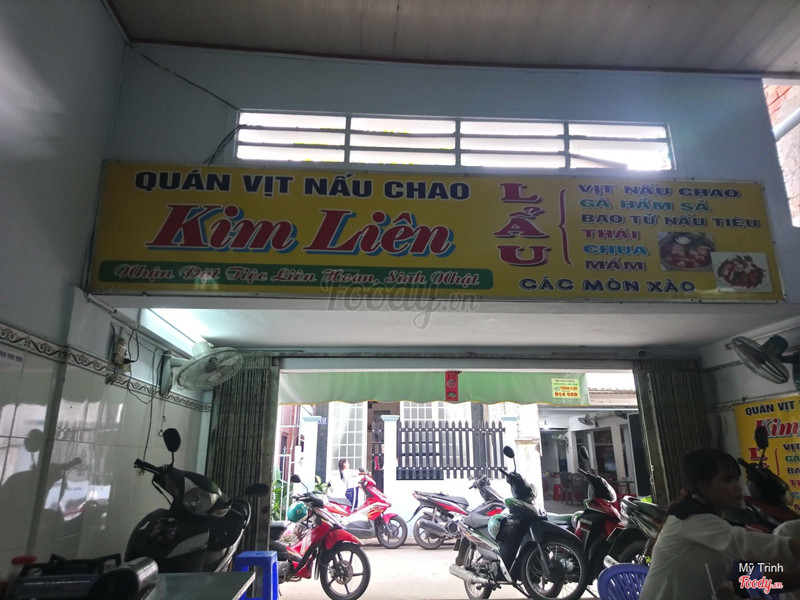 QUÁN VỊT NẤU CHAO
Kim Liên
Nhận Đặt Tiệc Liên Hoan, Sinh Nhật
LẨU
VỊT NẤU CHAO
GÀ HẦM SẢ
BAO TỬ NẤU TIÊU
THÁI
CHUA
MẮM
CÁC MÓN XÀO
Foody.vn
QUÁN VỊT
Kim
Mỹ Trinh
Foody.vn